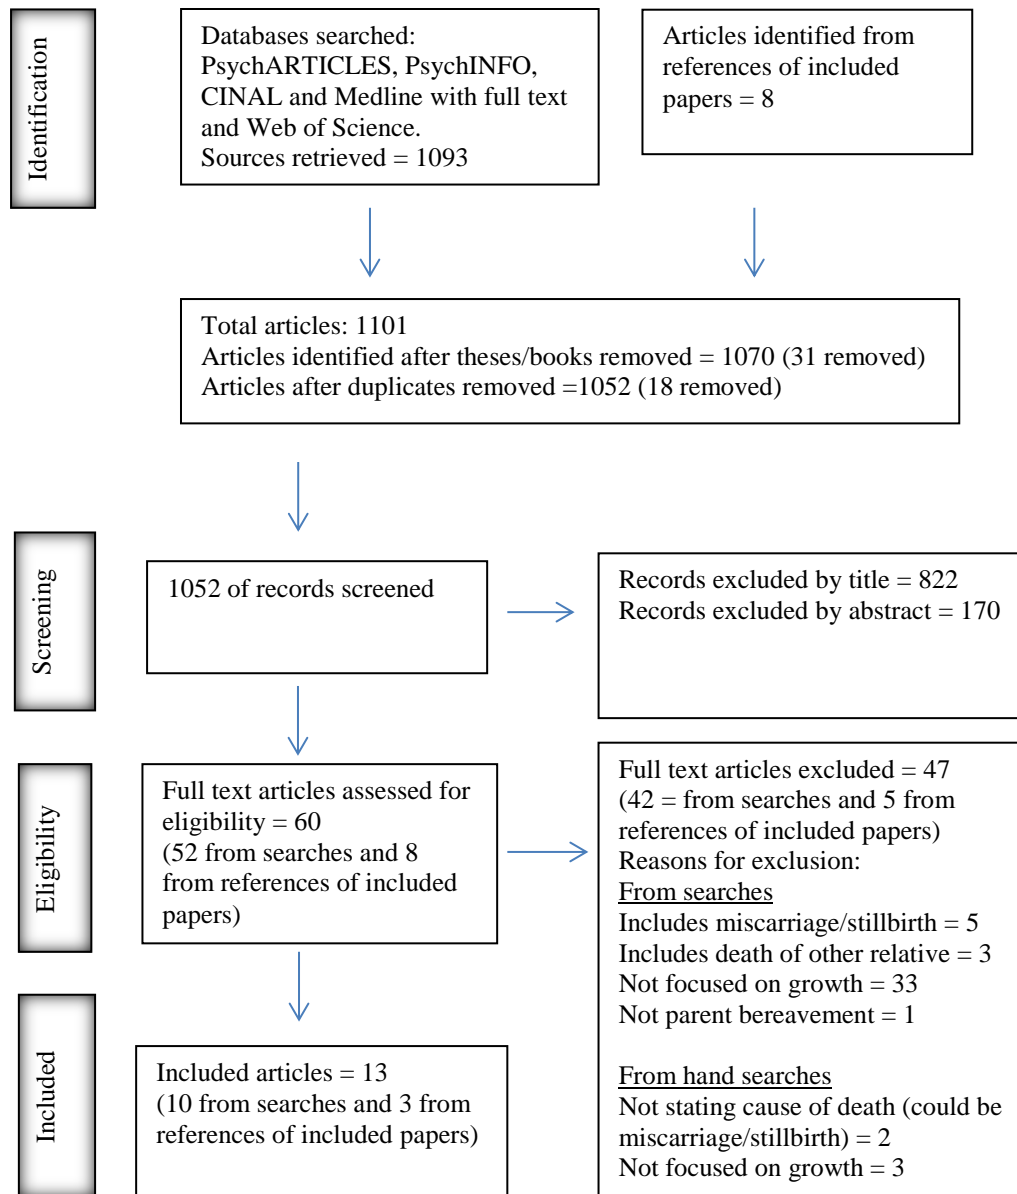 Identification
Databases searched:
PsychARTICLES, PsychINFO,
CINAL and Medline with full text
and Web of Science.
Sources retrieved = 1093
Articles identified from
references of included
papers = 8
Total articles: 1101
Articles identified after theses/books removed = 1070 (31 removed)
Articles after duplicates removed =1052 (18 removed)
Screening
1052 of records screened
Records excluded by title = 822
Records excluded by abstract = 170
Eligibility
Full text articles assessed for
eligibility = 60
(52 from searches and 8
from references of included
papers)
Full text articles excluded = 47
(42 = from searches and 5 from
references of included papers)
Reasons for exclusion:
From searches
Includes miscarriage/stillbirth = 5
Includes death of other relative = 3
Not focused on growth = 33
Not parent bereavement = 1
From hand searches
Not stating cause of death (could be
miscarriage/stillbirth) = 2
Not focused on growth = 3
Included
Included articles = 13
(10 from searches and 3 from
references of included papers)